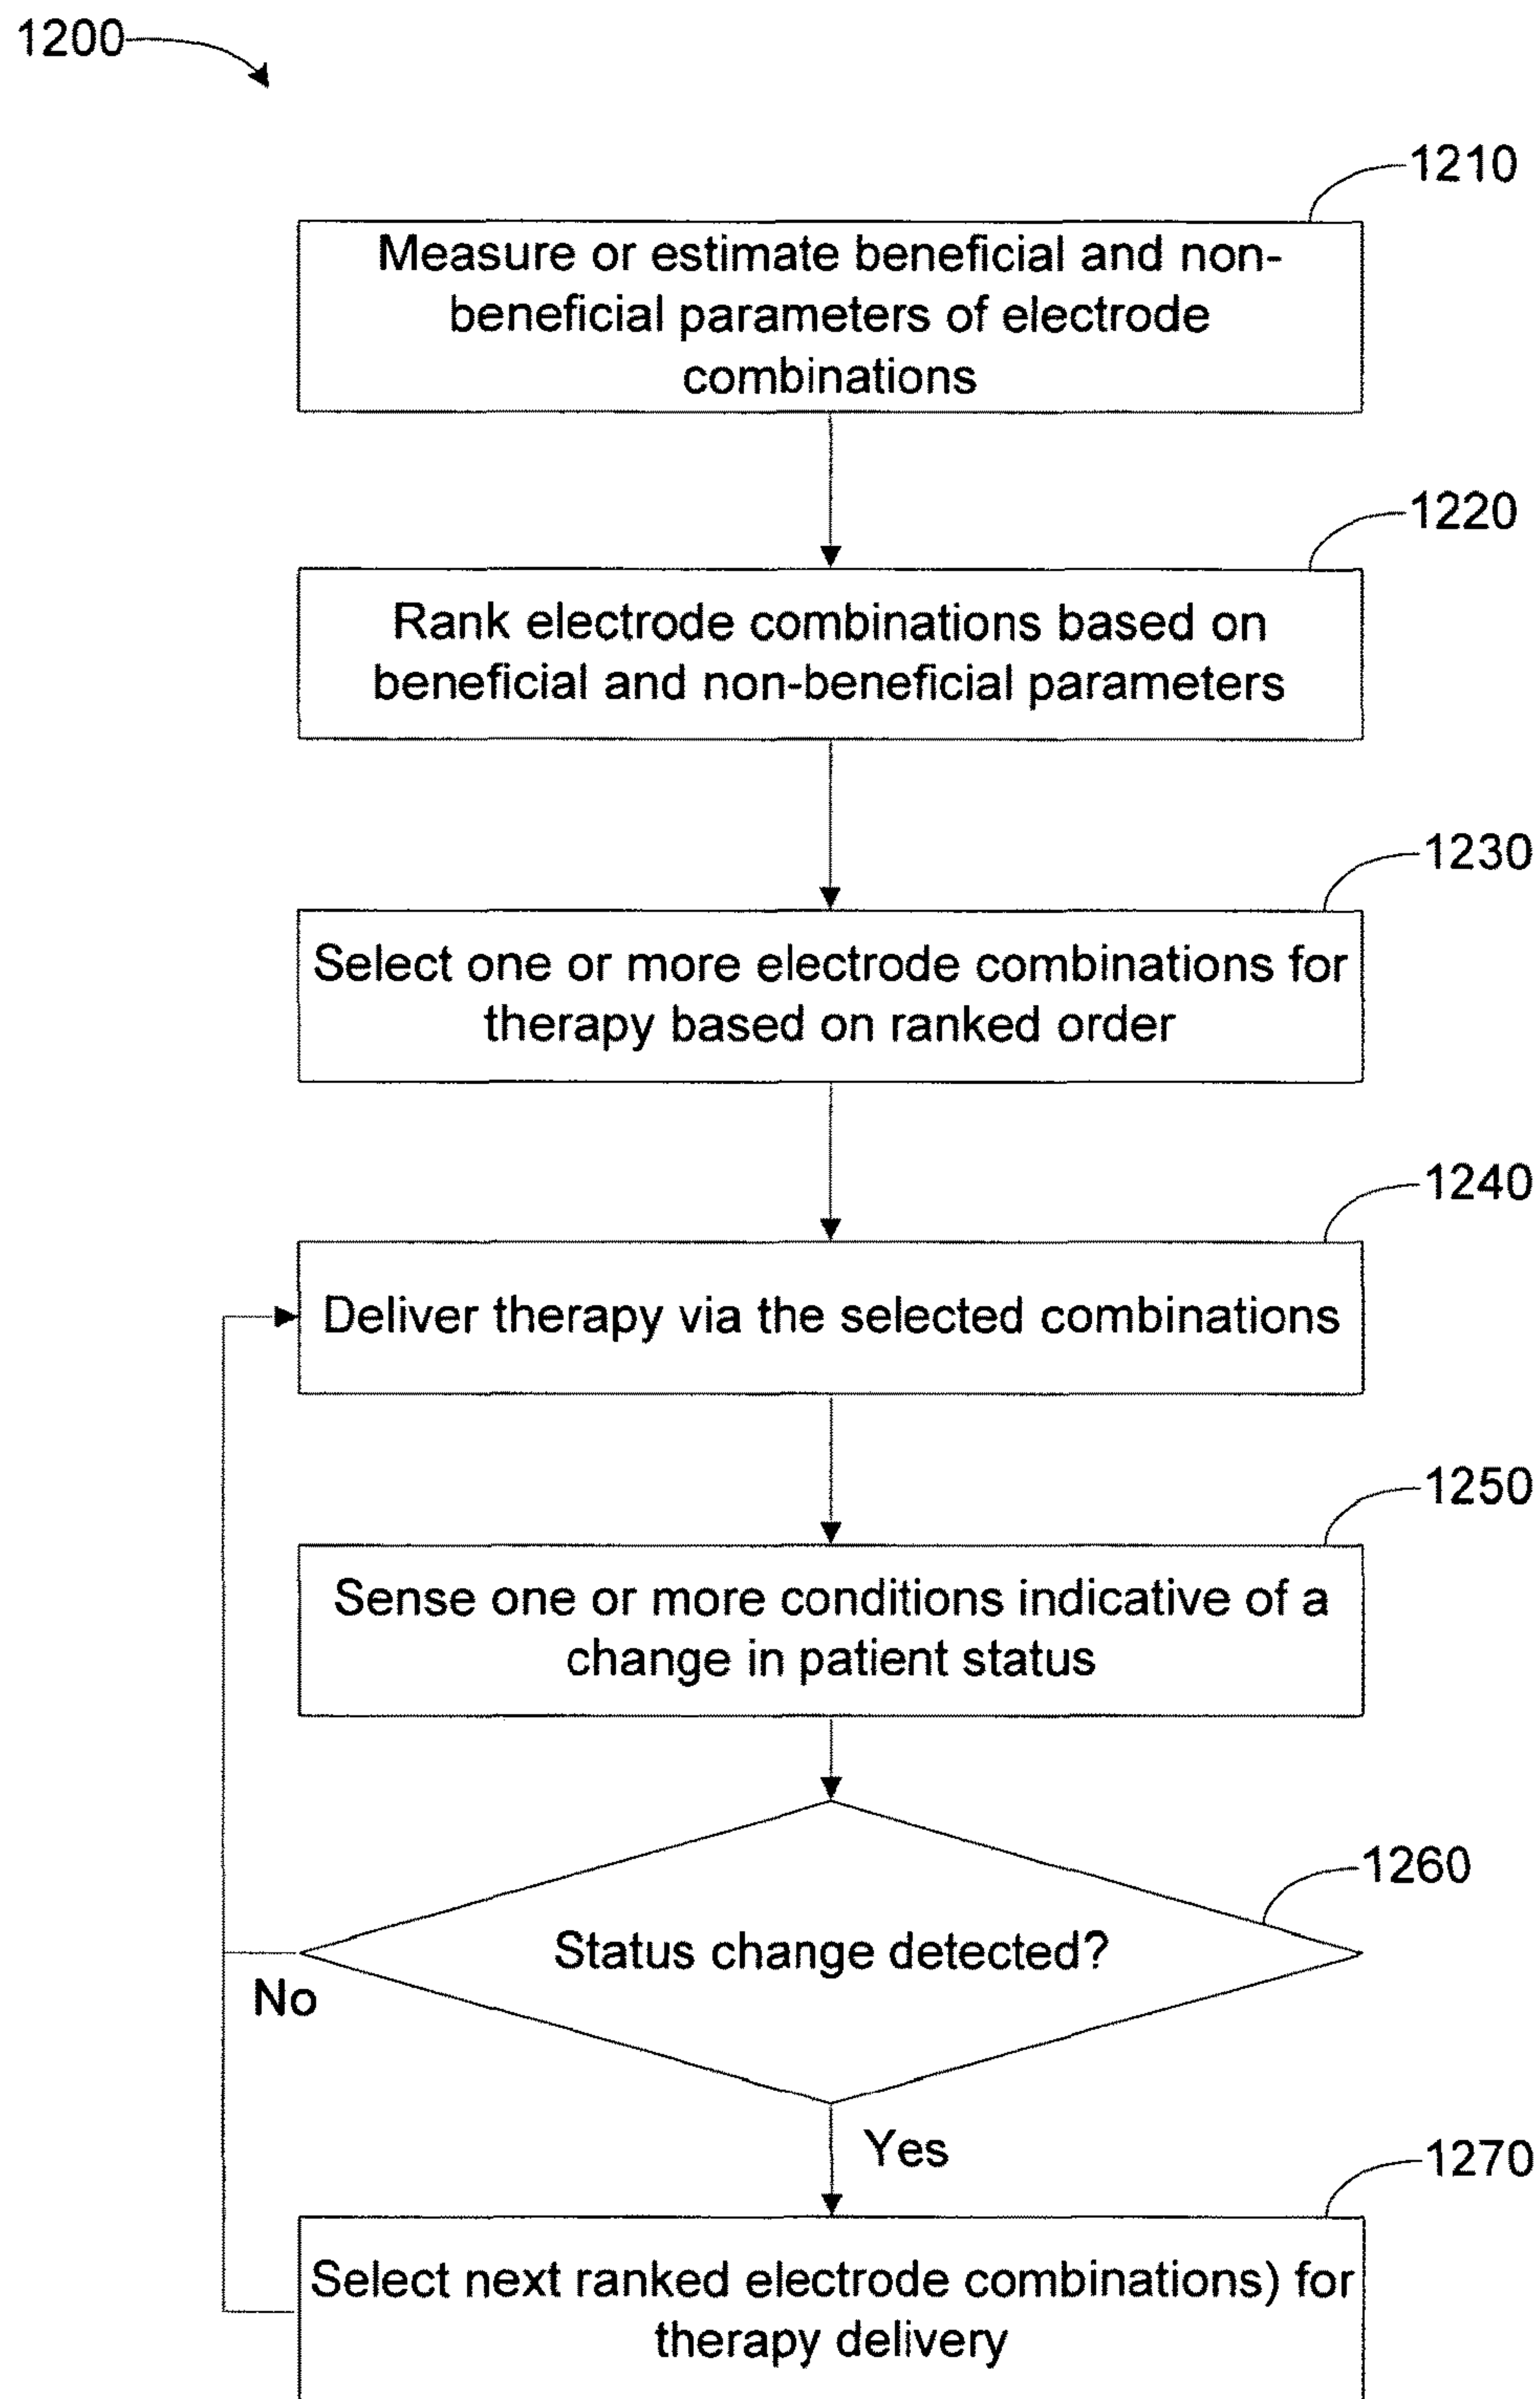 1200
1210
Measure or estimate beneficial and non-
beneficial parameters of electrode
combinations
1220
Rank electrode combinations based on
beneficial and non-beneficial parameters
1230
Select one or more electrode combinations for
therapy based on ranked order
1240
Deliver therapy via the selected combinations
1250
Sense one or more conditions indicative of a
change in patient status
1260
Status change detected?
No
Yes
1270
Select next ranked electrode combinations) for
therapy delivery